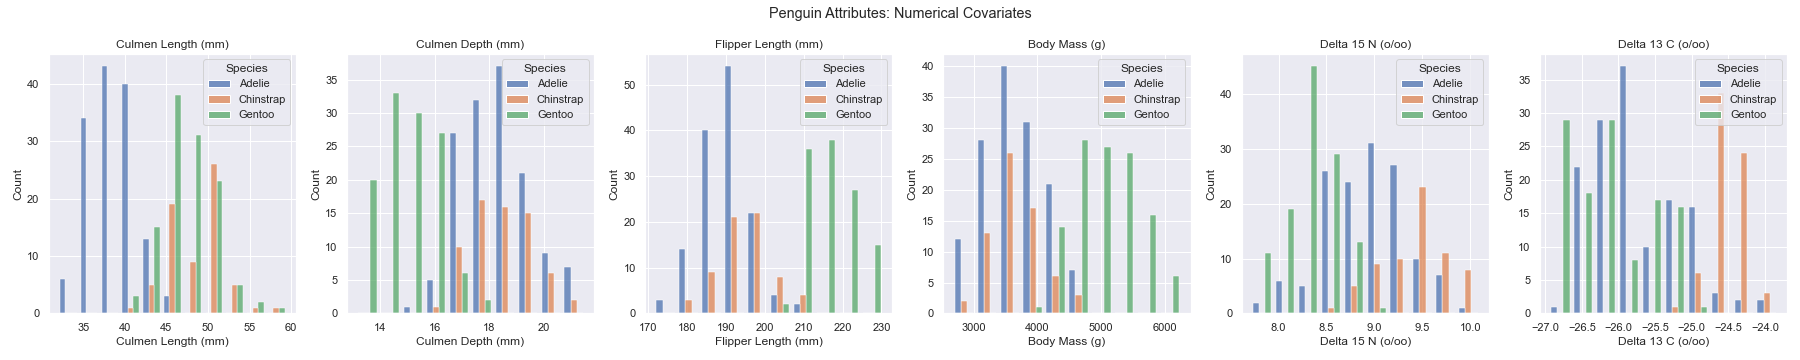 Penguin Attributes: Numerical Covariates
Culmen Length (mm)
Count
0
10
20
30
40
35
40
45
50
55
60
Culmen Length (mm)
Species
Adelie
Chinstrap
Gentoo
Culmen Depth (mm)
Count
0
5
10
15
20
25
30
35
14
16
18
20
Culmen Depth (mm)
Species
Adelie
Chinstrap
Gentoo
Flipper Length (mm)
Count
0
10
20
30
40
50
170
180
190
200
210
220
230
Flipper Length (mm)
Species
Adelie
Chinstrap
Gentoo
Body Mass (g)
Count
0
5
10
15
20
25
30
35
40
3000
4000
5000
6000
Body Mass (g)
Species
Adelie
Chinstrap
Gentoo
Delta 15 N (o/oo)
Count
0
10
20
30
40
8.0
8.5
9.0
9.5
10.0
Delta 15 N (o/oo)
Species
Adelie
Chinstrap
Gentoo
Delta 13 C (o/oo)
Count
0
5
10
15
20
25
30
35
−27.0
−26.5
−26.0
−25.5
−25.0
−24.5
−24.0
Delta 13 C (o/oo)
Species
Adelie
Chinstrap
Gentoo